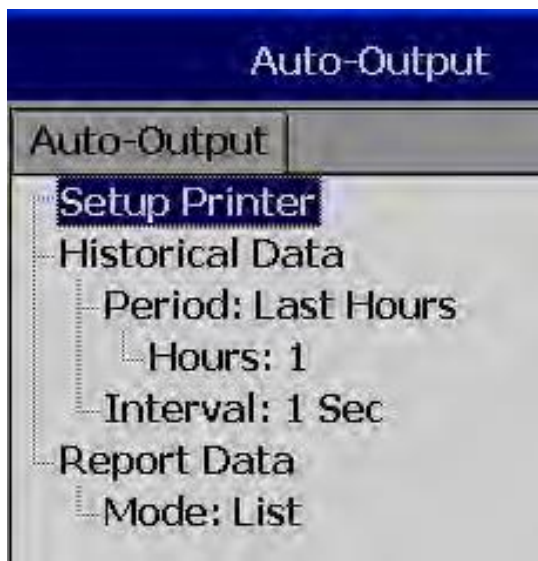 Auto-Output
Auto-Output
Setup Printer
Historical Data
Period: Last Hours
Hours: 1
Interval: 1 Sec
Report Data
Mode: List